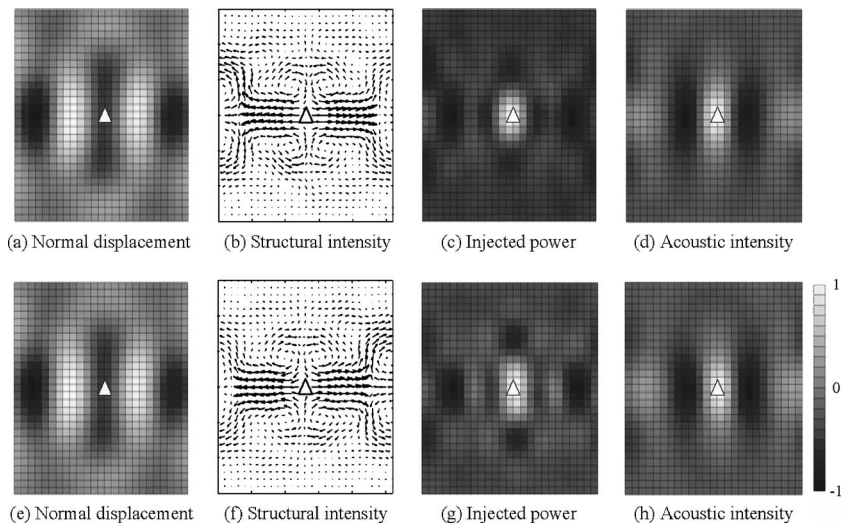 (a) Normal displacement (b) Structural intensity (c) Injected power (d) Acoustic intensity
1
0
-1
(e) Normal displacement (f) Structural intensity (g) Injected power (h) Acoustic intensity